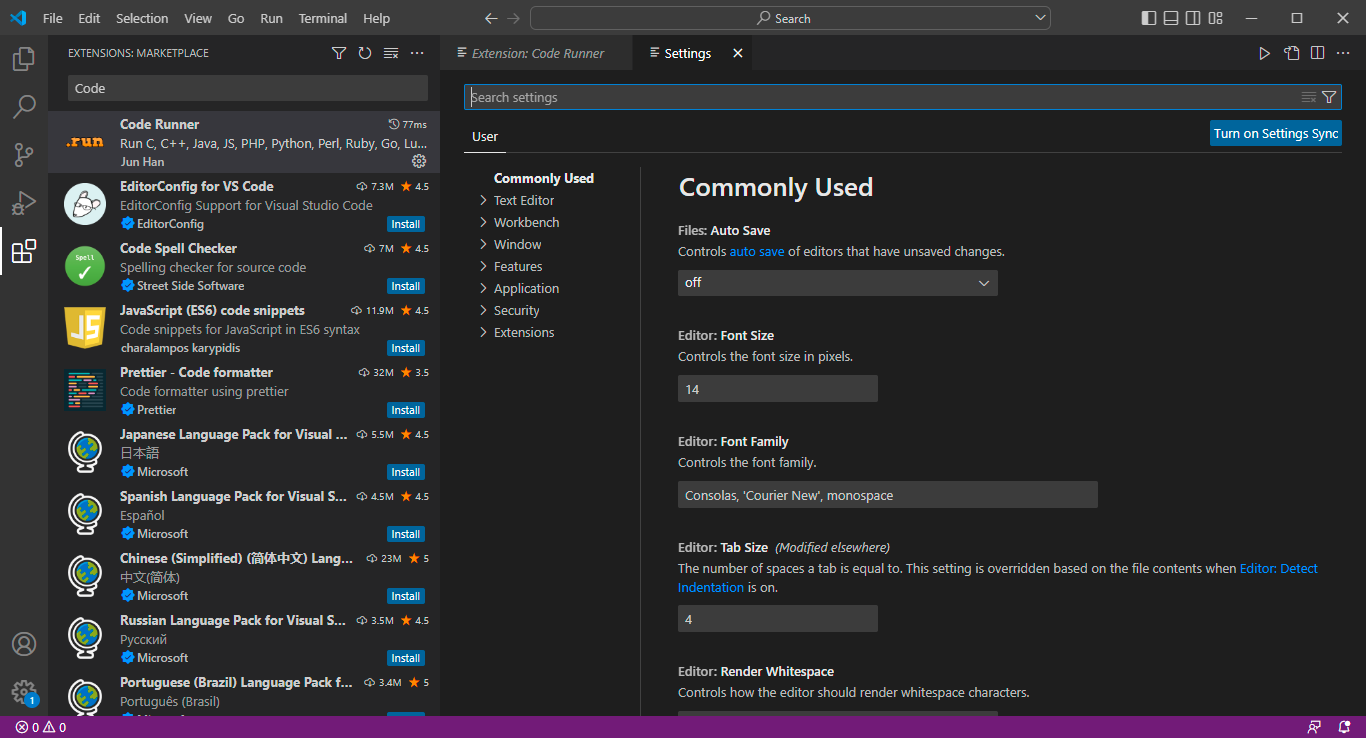 File Edit Selection View Go Run Terminal Help
Search
EXTENSIONS: MARKETPLACE
Code
.run
Code Runner 77ms
Run C, C++, Java, JS, PHP, Python, Perl, Ruby, Go, Lu...
Jun Han
EditorConfig for VS Code 7.3M 4.5
EditorConfig Support for Visual Studio Code
EditorConfig Install
Spell
Code Spell Checker 7M 4.5
Spelling checker for source code
Street Side Software Install
JS
JavaScript (ES6) code snippets 11.9M 4.5
Code snippets for JavaScript in ES6 syntax
charalampos karypidis Install
Prettier - Code formatter 32M 3.5
Code formatter using prettier
Prettier Install
Japanese Language Pack for Visual ... 5.5M 4.5
日本語
Microsoft Install
Spanish Language Pack for Visual S... 4.5M 4.5
Español
Microsoft Install
Chinese (Simplified) (简体中文) Lang... 23M 5
中文(简体)
Microsoft Install
Russian Language Pack for Visual S... 3.5M 4.5
Русский
Microsoft Install
Portuguese (Brazil) Language Pack f... 3.4M 5
Português (Brasil)
1
Extension: Code Runner Settings
Search settings
User
Turn on Settings Sync
Commonly Used
Text Editor
Workbench
Window
Features
Application
Security
Extensions
Commonly Used
Files: Auto Save
Controls auto save of editors that have unsaved changes.
off
Editor: Font Size
Controls the font size in pixels.
14
Editor: Font Family
Controls the font family.
Consolas, 'Courier New', monospace
Editor: Tab Size (Modified elsewhere)
The number of spaces a tab is equal to. This setting is overridden based on the file contents when Editor: Detect
Indentation is on.
4
Editor: Render Whitespace
Controls how the editor should render whitespace characters.
0 0